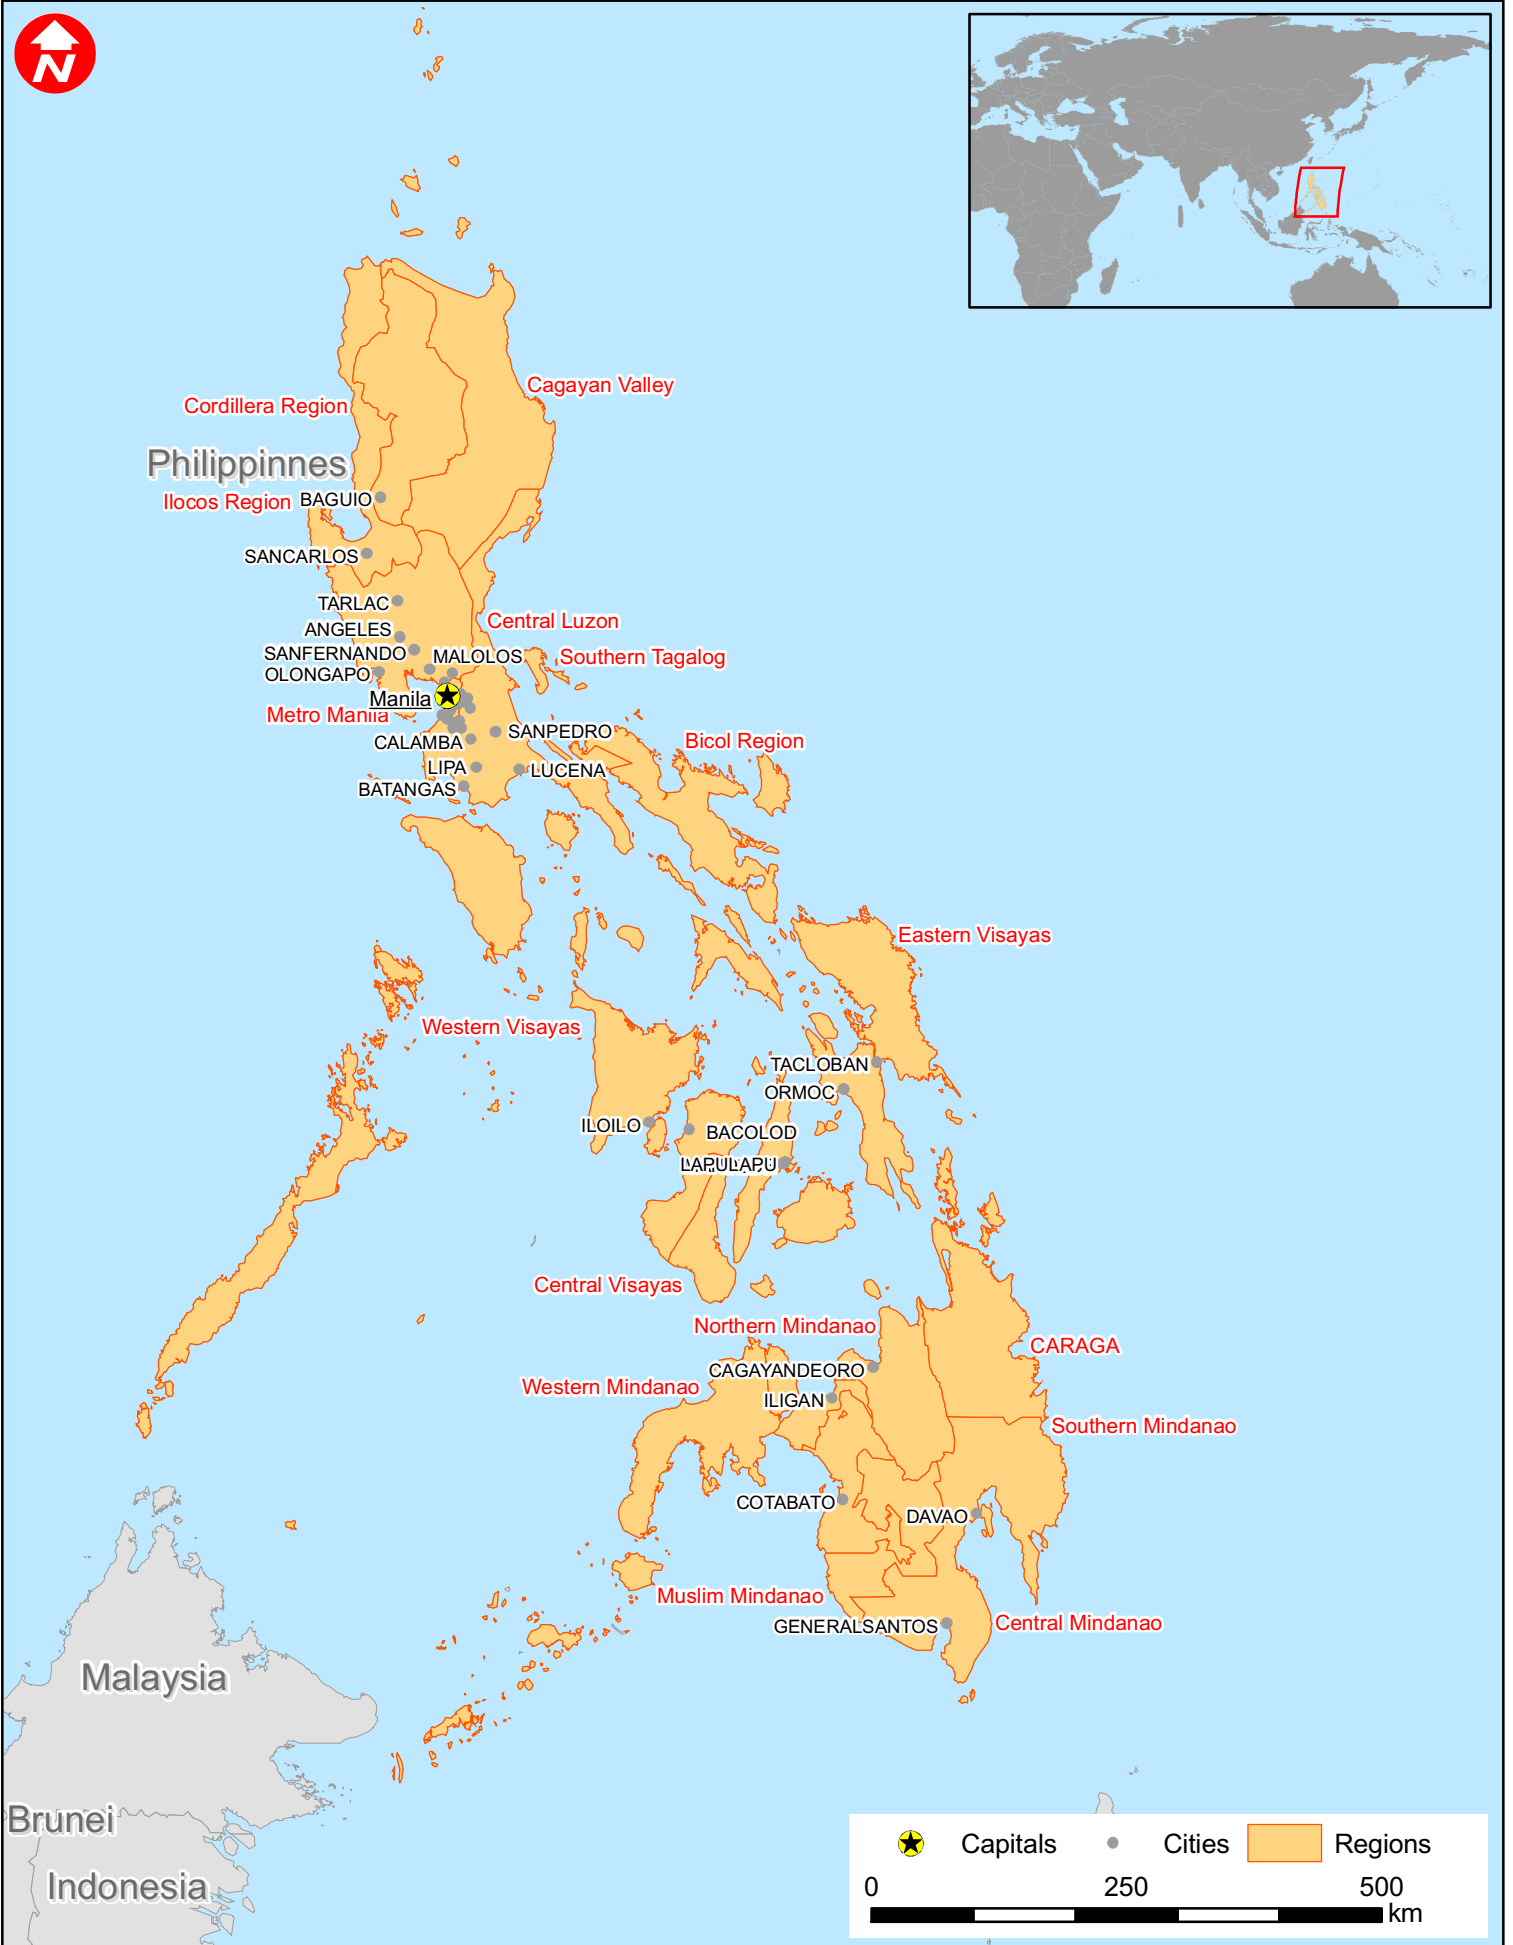 N
Cagayan Valley
Cordillera Region
Philippinnes
Ilocos Region
BAGUIO
SANCARLOS
TARLAC
Central Luzon
ANGELES
SANFERNANDO
MALOLOS
Southern Tagalog
OLONGAPO
Manila
Metro Manila
SANPEDRO
CALAMBA
Bicol Region
LIPA
LUCENA
BATANGAS
Eastern Visayas
Western Visayas
TACLOBAN
ORMOC
ILOILO
BACOLOD
LAPULAPU
Central Visayas
Northern Mindanao
CARAGA
CAGAYANDEORO
Western Mindanao
ILIGAN
Southern Mindanao
COTABATO
DAVAO
Muslim Mindanao
Central Mindanao
GENERALSANTOS
Malaysia
Brunei
Indonesia
Capitals
Cities
Regions
0 250 500
km